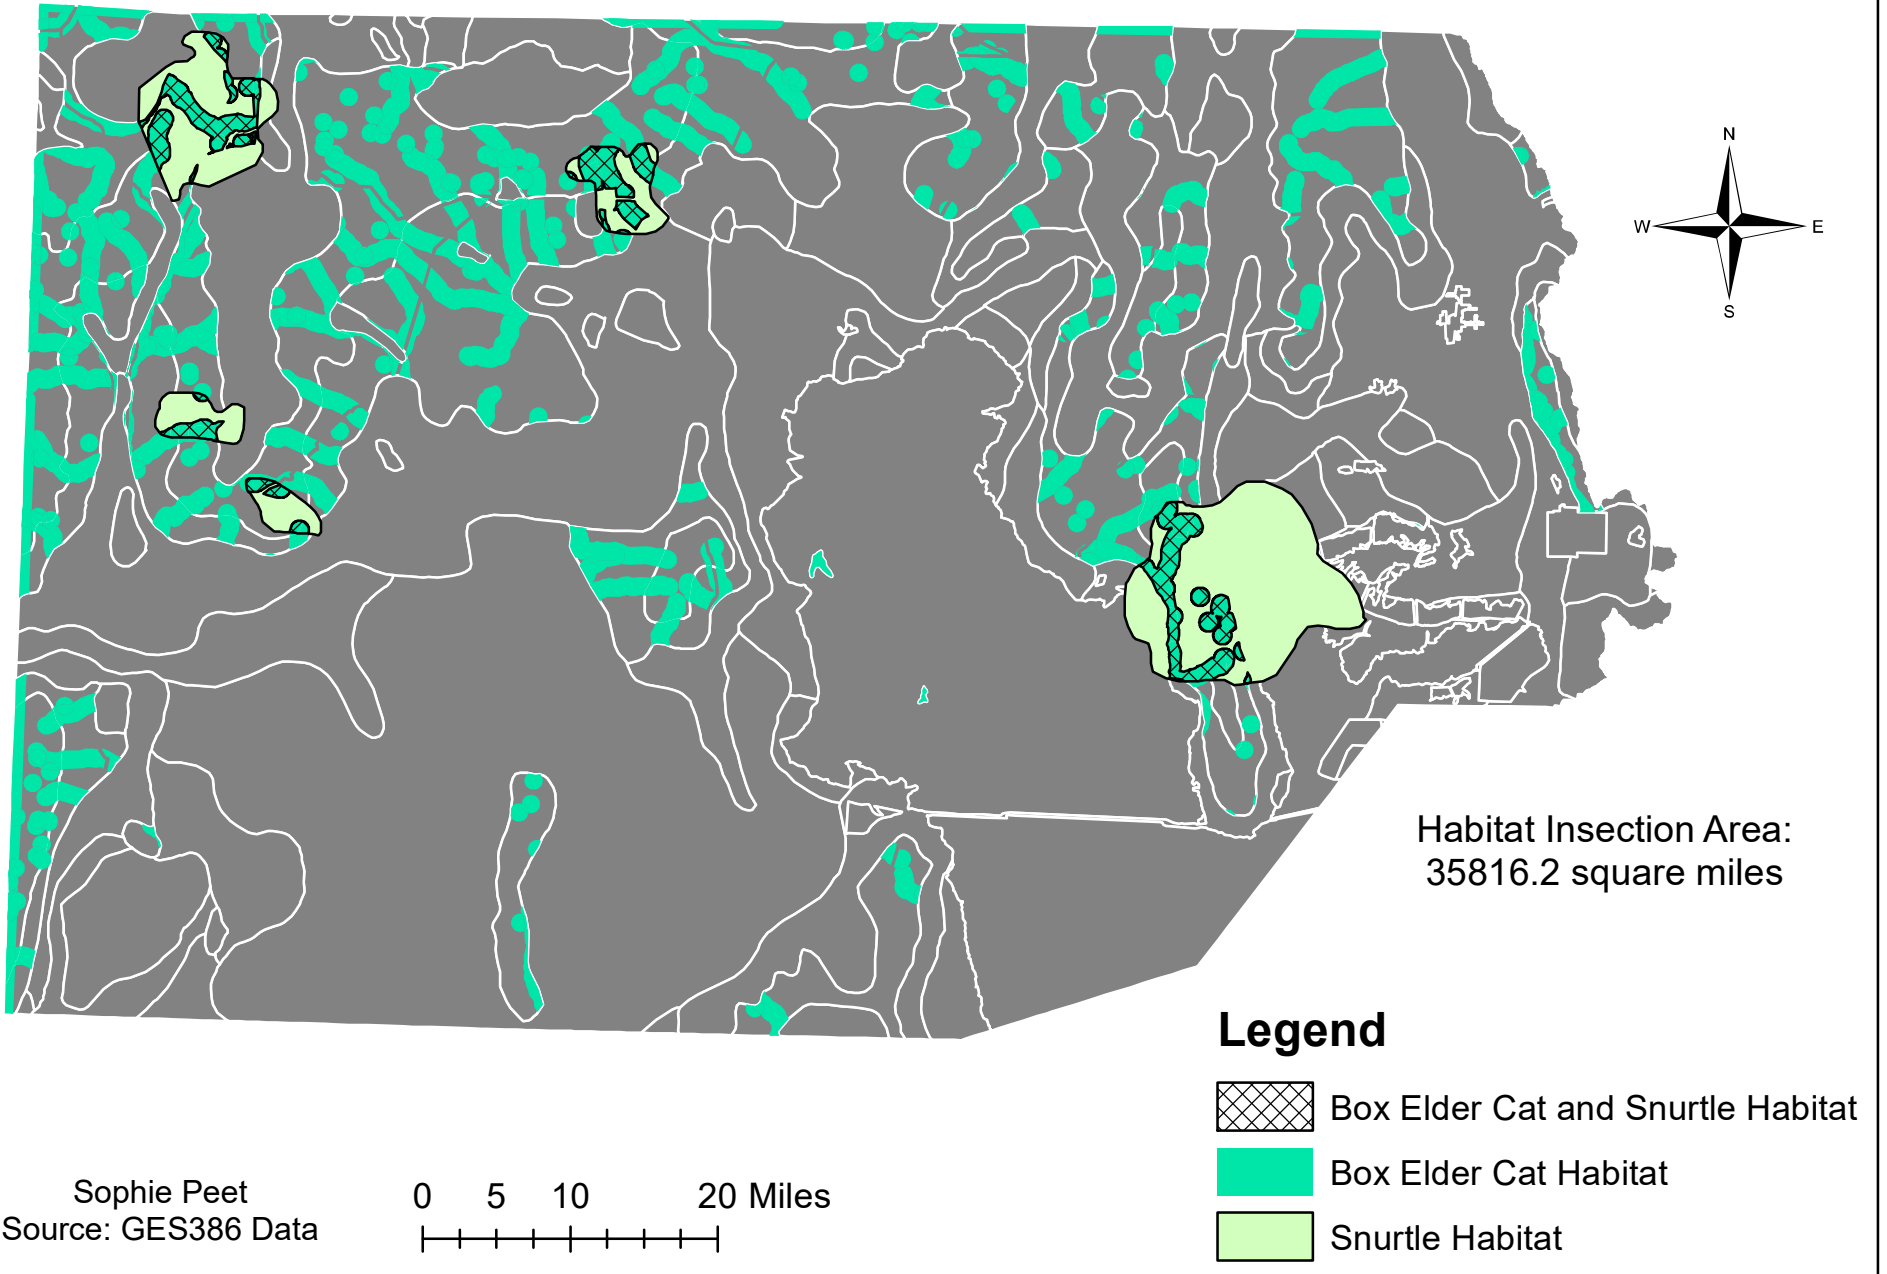 N
W E
S
Habitat Insection Area:
35816.2 square miles
Legend
Box Elder Cat and Snurtle Habitat
Box Elder Cat Habitat
Snurtle Habitat
Sophie Peet
Source: GES386 Data
0 5 10 20 Miles